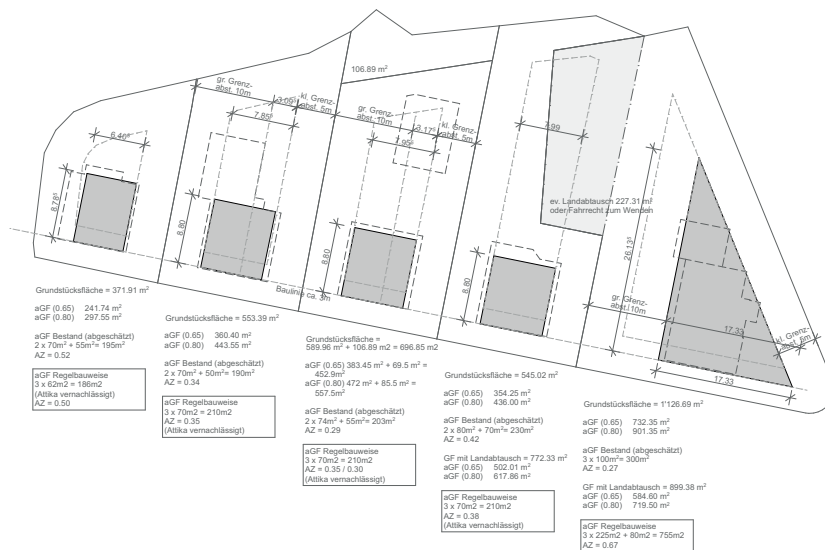 106.89 m²
gr. Grenz-
abst. 10m
3.09⁵
kl. Grenz-
abst. 5m
7.85⁵
gr. Grenz-
abst. 10m
3.17⁵
kl. Grenz-
abst. 5m
7.95⁵
7.99
6.46⁵
8.78⁵
8.80
8.80
8.80
ev. Landabtausch 227.31 m²
oder Fahrrecht zum Wenden
26.13⁵
Baulinie ca. 3m
gr. Grenz-
abst. 10m
17.33
kl. Grenz-
abst. 5m
17.33
Grundstücksfläche = 371.91 m²
aGF (0.65) 241.74 m²
aGF (0.80) 297.55 m²
aGF Bestand (abgeschätzt)
2 x 70m² + 55m²= 195m²
AZ = 0.52
aGF Regelbauweise
3 x 62m² = 186m²
(Attika vernachlässigt)
AZ = 0.50
Grundstücksfläche = 553.39 m²
aGF (0.65) 360.40 m²
aGF (0.80) 443.55 m²
aGF Bestand (abgeschätzt)
2 x 70m² + 50m²= 190m²
AZ = 0.34
aGF Regelbauweise
3 x 70m2 = 210m²
AZ = 0.35
(Attika vernachlässigt)
Grundstücksfläche =
589.96 m² + 106.89 m² = 696.85 m²
aGF (0.65) 383.45 m² + 69.5 m² =
452.9m²
aGF (0.80) 472 m² + 85.5 m² =
557.5m²
aGF Bestand (abgeschätzt)
2 x 74m² + 55m²= 203m²
AZ = 0.29
aGF Regelbauweise
3 x 70m2 = 210m²
AZ = 0.35 / 0.30
(Attika vernachlässigt)
Grundstücksfläche = 545.02 m²
aGF (0.65) 354.25 m²
aGF (0.80) 436.00 m²
aGF Bestand (abgeschätzt)
2 x 80m² + 70m²= 230m²
AZ = 0.42
GF mit Landabtausch = 772.33 m²
aGF (0.65) 502.01 m²
aGF (0.80) 617.86 m²
aGF Regelbauweise
3 x 70m2 = 210m²
AZ = 0.38
(Attika vernachlässigt)
Grundstücksfläche = 1'126.69 m²
aGF (0.65) 732.35 m²
aGF (0.80) 901.35 m²
aGF Bestand (abgeschätzt)
3 x 100m²= 300m²
AZ = 0.27
GF mit Landabtausch = 899.38 m²
aGF (0.65) 584.60 m²
aGF (0.80) 719.50 m²
aGF Regelbauweise
3 x 225m2 + 80m2 = 755m2
AZ = 0.67